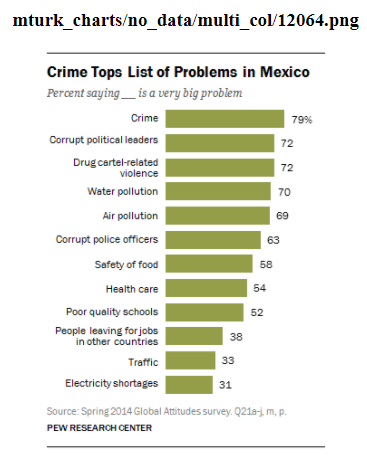 mturk_charts/no_data/multi_col/12064.png
Crime Tops List of Problems in Mexico
Percent saying __ is a very big problem
Crime 79%
Corrupt political leaders 72
Drug cartel-related
violence 72
Water pollution 70
Air pollution 69
Corrupt police officers 63
Safety of food 58
Health care 54
Poor quality schools 52
People leaving for jobs
in other countries 38
Traffic 33
Electricity shortages 31
Source: Spring 2014 Global Attitudes survey. Q21a-j, m, p.
PEW RESEARCH CENTER